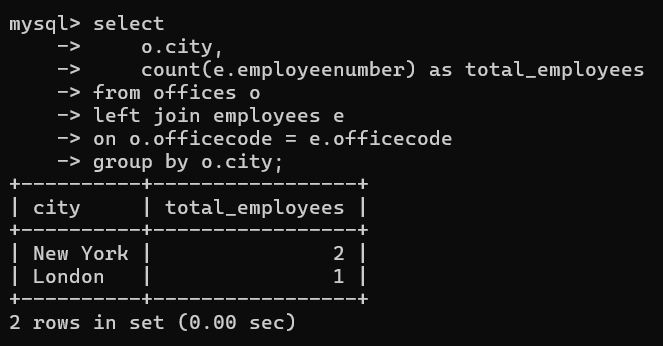 mysql> select
    ->     o.city,
    ->     count(e.employeenumber) as total_employees
    -> from offices o
    -> left join employees e
    -> on o.officecode = e.officecode
    -> group by o.city;
+----------+-----------------+
| city     | total_employees |
+----------+-----------------+
| New York |               2 |
| London   |               1 |
+----------+-----------------+
2 rows in set (0.00 sec)